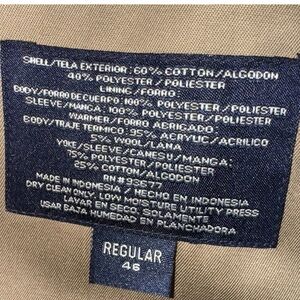 SHELL/TELA EXTERIOR: 60% COTTON/ALGODON
40% POLYESTER/POLIESTER
LINING/FORRO:
BODY/FORRO DE CUERPO: 100% POLYESTER/POLIESTER
SLEEVE/MANGA: 100% POLYESTER/POLIESTER
WARMER/FORRO ABRIGADO:
BODY/TRAJE TERMICO: 95% ACRYLIC/ACRILICO
5% WOOL/LANA
YOKE/SLEEVE/CANESU/MANGA:
75% POLYESTER/POLIESTER
25% COTTON/ALGODON
RN#93677
MADE IN INDONESIA / HECHO EN INDONESIA
DRY CLEAN ONLY, LOW MOISTURE UTILITY PRESS
LAVAR EN SECO, SOLAMENTE
USAR BAJA HUMEDAD EN PLANCHADORA
REGULAR
46